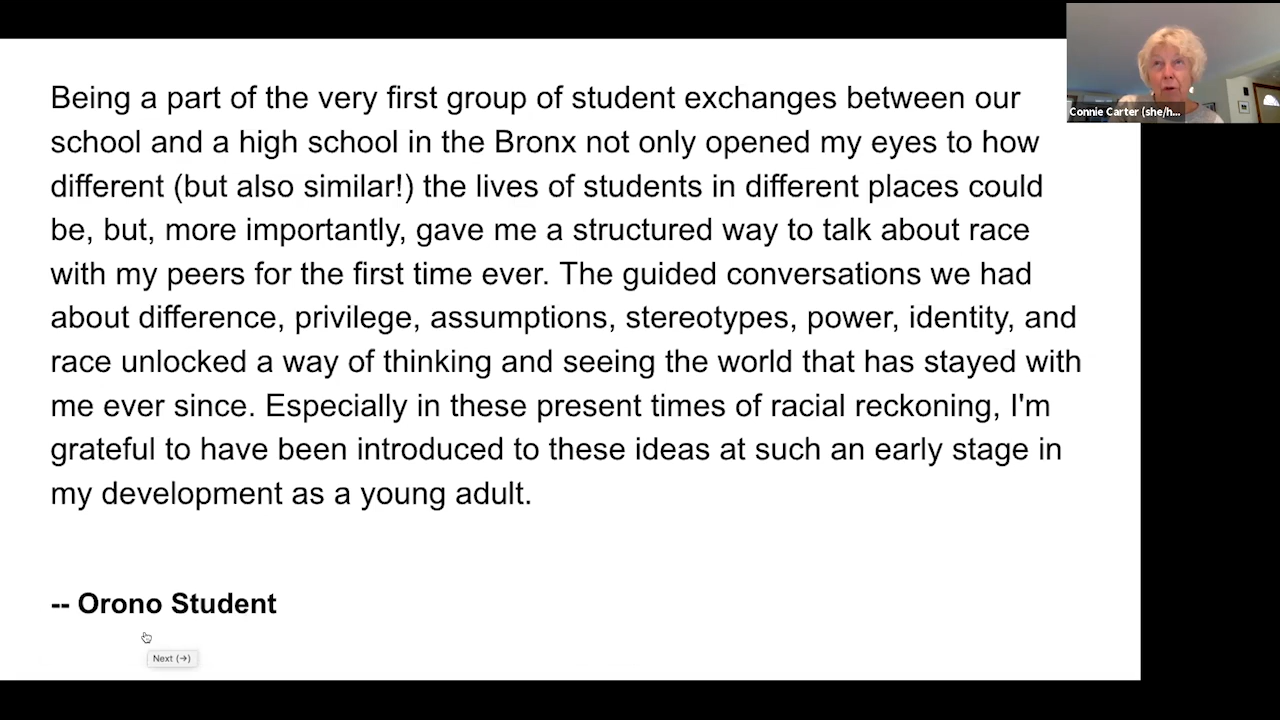 Being a part of the very first group of student exchanges between our
school and a high school in the Bronx not only opened my eyes to how
different (but also similar!) the lives of students in different places could
be, but, more importantly, gave me a structured way to talk about race
with my peers for the first time ever. The guided conversations we had
about difference, privilege, assumptions, stereotypes, power, identity, and
race unlocked a way of thinking and seeing the world that has stayed with
me ever since. Especially in these present times of racial reckoning, I'm
grateful to have been introduced to these ideas at such an early stage in
my development as a young adult.
-- Orono Student
Next (→)
Connie Carter (she/h...